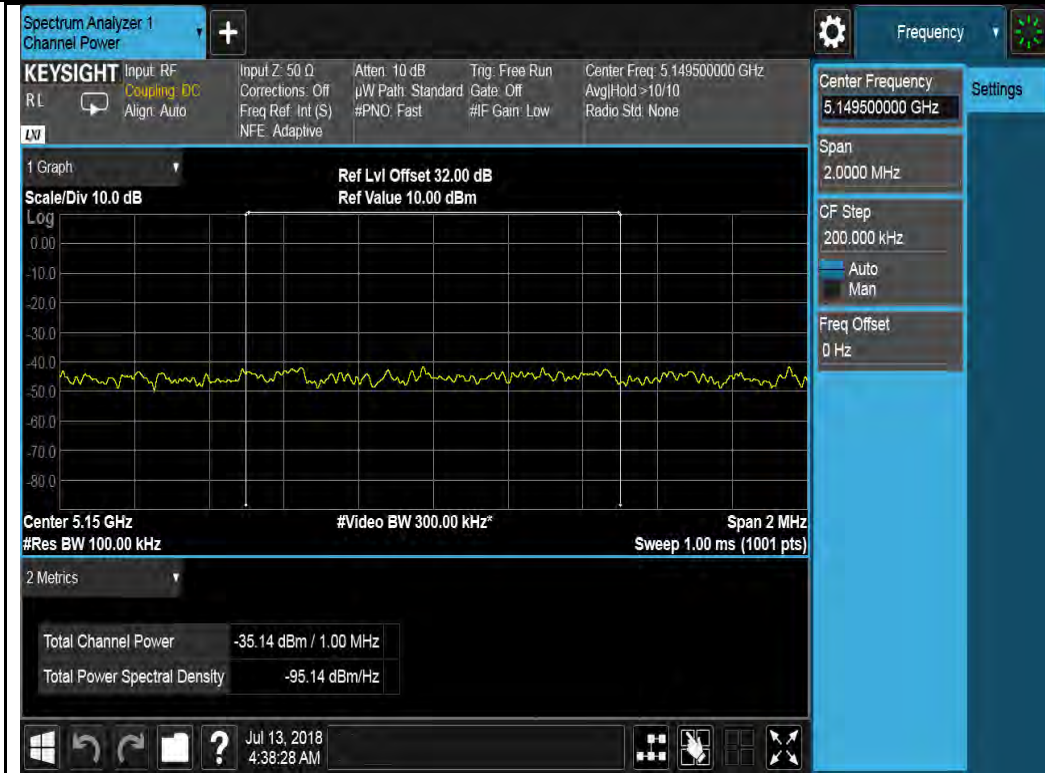 Spectrum Analyzer 1
Channel Power
+
Frequency
KEYSIGHT
R L
LXI
Input: RF
Coupling: DC
Align: Auto
Input Z: 50 Ω
Corrections: Off
Freq Ref: Int (S)
NFE: Adaptive
Atten: 10 dB
µW Path: Standard
#PNO: Fast
Trig: Free Run
Gate: Off
#IF Gain: Low
Center Freq: 5.149500000 GHz
Avg|Hold >10/10
Radio Std: None
Center Frequency
5.149500000 GHz
Settings
Span
2.0000 MHz
CF Step
200.000 kHz
Auto
Man
Freq Offset
0 Hz
1 Graph
Ref Lvl Offset 32.00 dB
Scale/Div 10.0 dB
Ref Value 10.00 dBm
Log
0.00
-10.0
-20.0
-30.0
-40.0
-50.0
-60.0
-70.0
-80.0
Center 5.15 GHz
#Video BW 300.00 kHz*
Span 2 MHz
#Res BW 100.00 kHz
Sweep 1.00 ms (1001 pts)
2 Metrics
Total Channel Power -35.14 dBm / 1.00 MHz
Total Power Spectral Density -95.14 dBm/Hz
?
Jul 13, 2018
4:38:28 AM